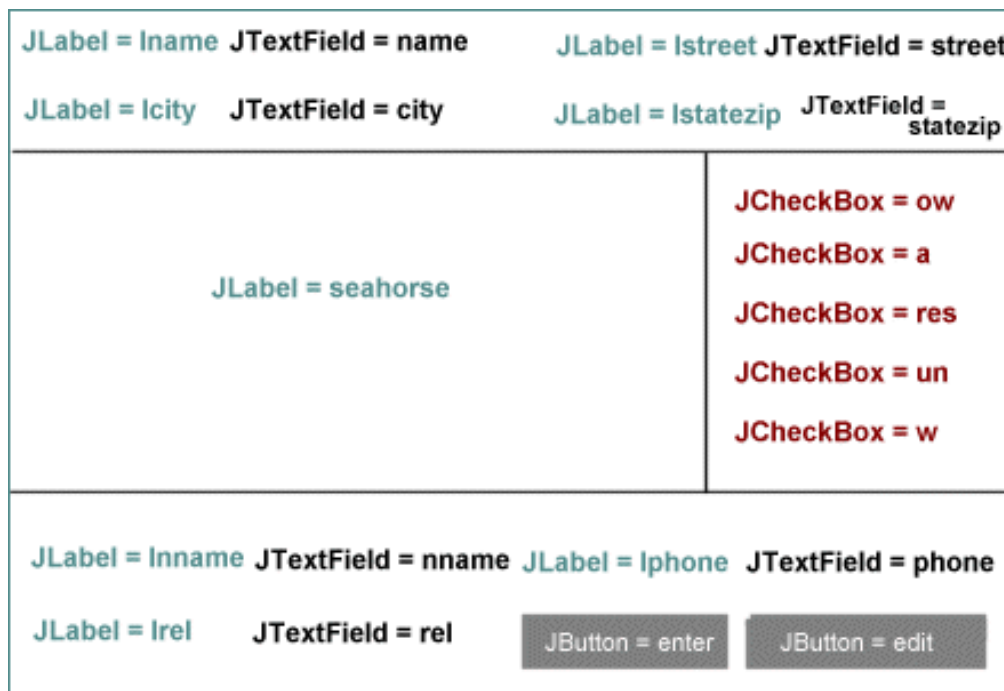 JLabel = lname JTextField = name JLabel = lstreet JTextField = street
JLabel = lcity JTextField = city JLabel = lstatezip JTextField =
statezip
JLabel = seahorse
JCheckBox = ow
JCheckBox = a
JCheckBox = res
JCheckBox = un
JCheckBox = w
JLabel = lnname JTextField = nname JLabel = lphone JTextField = phone
JLabel = lrel JTextField = rel JButton = enter JButton = edit